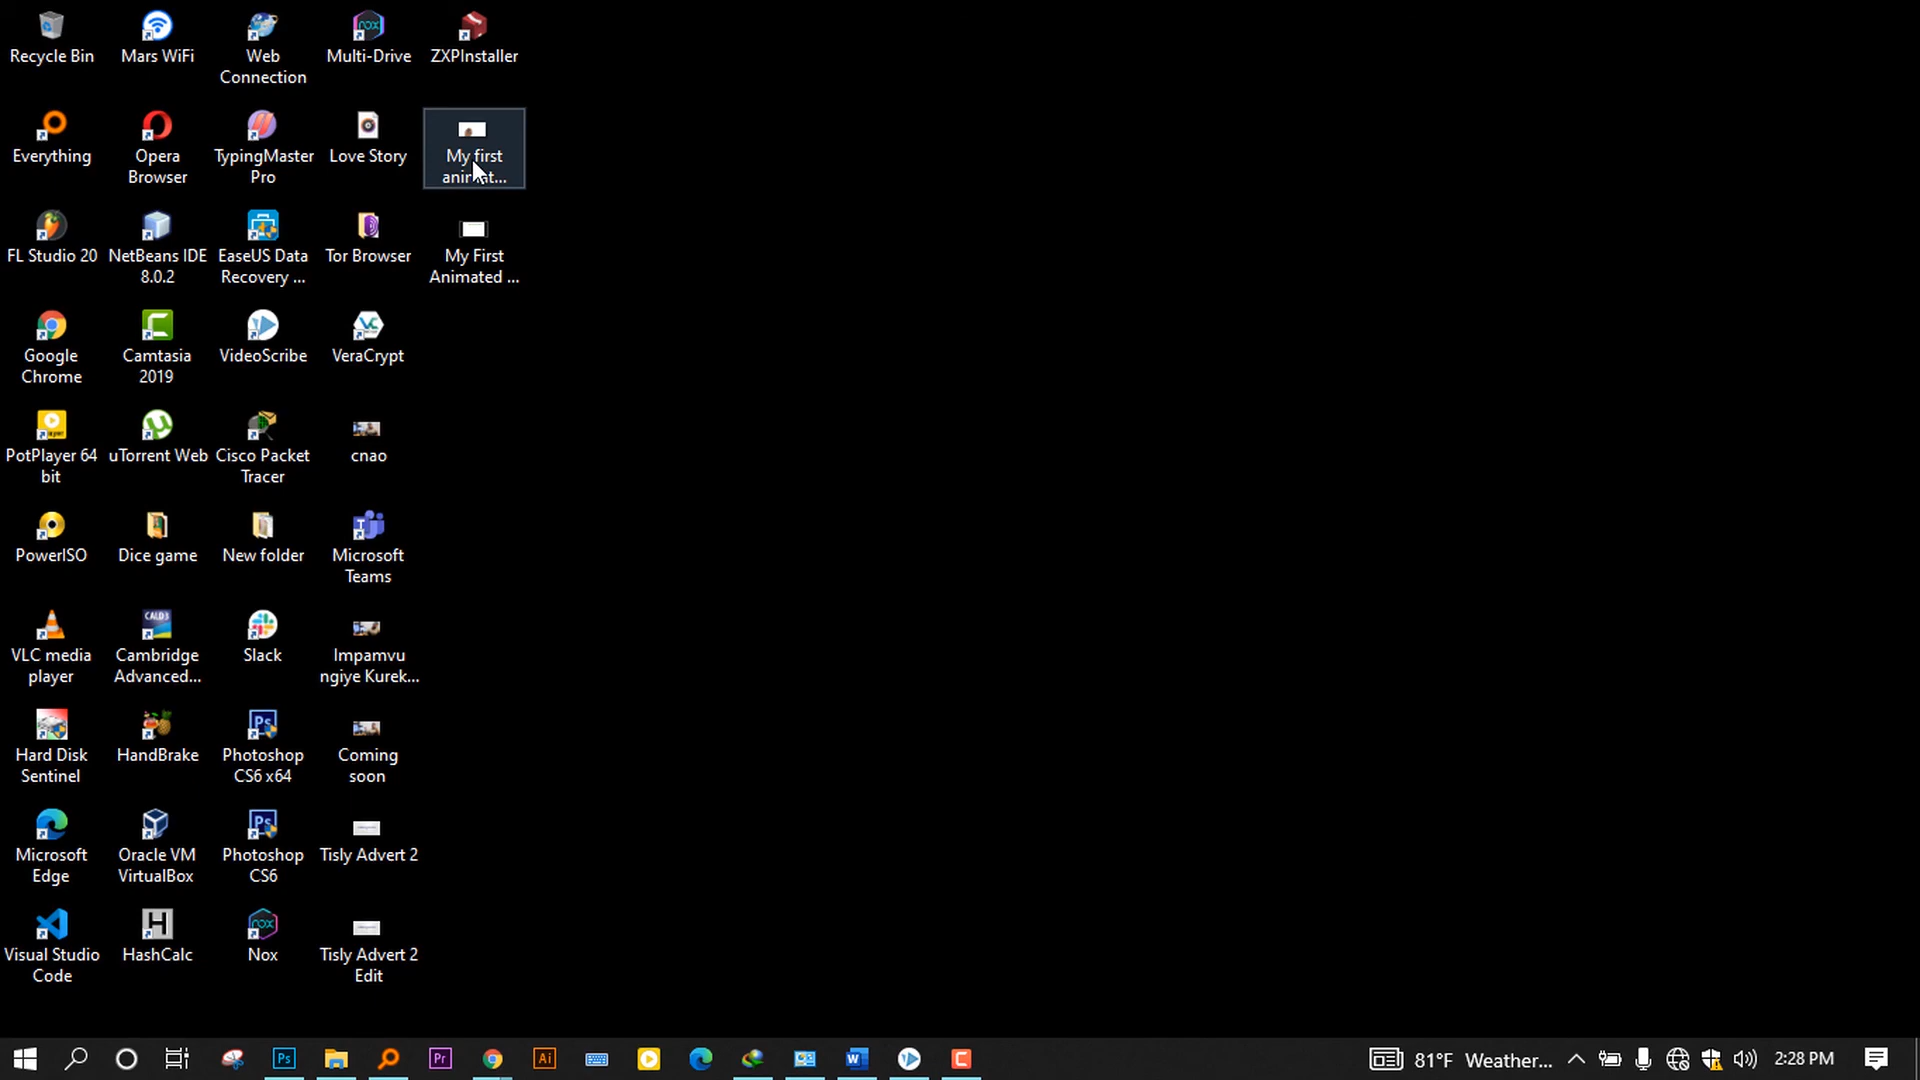 Recycle Bin
Mars WiFi
Web
Connection
Multi-Drive
ZXPInstaller
Everything
Opera
Browser
TypingMaster
Pro
Love Story
My first
animat...
FL Studio 20
NetBeans IDE
8.0.2
EaseUS Data
Recovery ...
Tor Browser
My First
Animated ...
Google
Chrome
Camtasia
2019
VideoScribe
VeraCrypt
PotPlayer 64
bit
uTorrent Web
Cisco Packet
Tracer
cnao
PowerISO
Dice game
New folder
Microsoft
Teams
VLC media
player
Cambridge
Advanced...
Slack
Impamvu
ngiye Kurek...
Hard Disk
Sentinel
HandBrake
Photoshop
CS6 x64
Coming
soon
Microsoft
Edge
Oracle VM
VirtualBox
Photoshop
CS6
Tisly Advert 2
Visual Studio
Code
HashCalc
Nox
Tisly Advert 2
Edit
81°F Weather...
2:28 PM